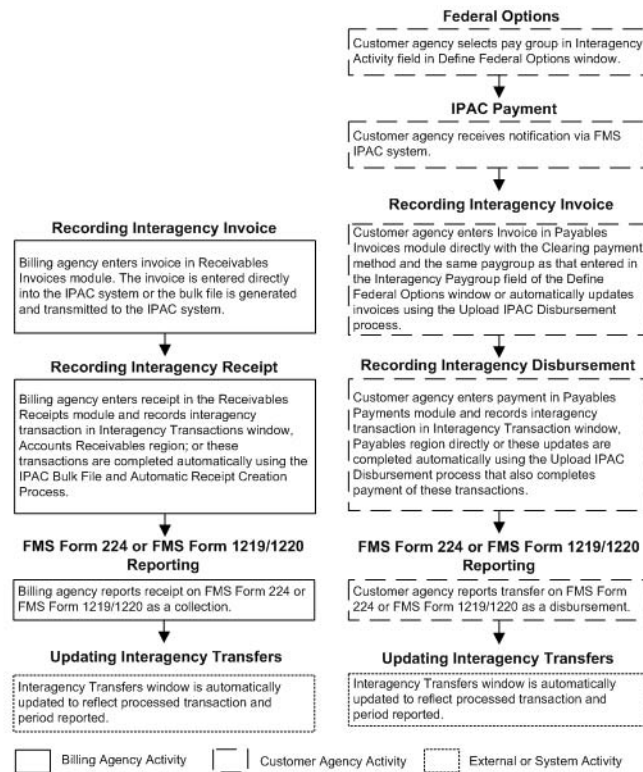 Federal Options
Customer agency selects pay group in Interagency
Activity field in Define Federal Options window.
IPAC Payment
Customer agency receives notification via FMS
IPAC system.
Recording Interagency Invoice
Billing agency enters invoice in Receivables
Invoices module. The invoice is entered directly
into the IPAC system or the bulk file is generated
and transmitted to the IPAC system.
Recording Interagency Receipt
Billing agency enters receipt in the Receivables
Receipts module and records interagency
transaction in Interagency Transactions window,
Accounts Receivables region; or these
transactions are completed automatically using the
IPAC Bulk File and Automatic Receipt Creation
Process.
FMS Form 224 or FMS Form 1219/1220
Reporting
Billing agency reports receipt on FMS Form 224 or
FMS Form 1219/1220 as a collection.
Updating Interagency Transfers
Interagency Transfers window is automatically
updated to reflect processed transaction and
period reported.
Recording Interagency Invoice
Customer agency enters Invoice in Payables
Invoices module directly with the Clearing payment
method and the same paygroup as that entered in
the Interagency Paygroup field of the Define
Federal Options window or automatically updates
invoices using the Upload IPAC Disbursement
process.
Recording Interagency Disbursement
Customer agency enters payment in Payables
Payments module and records interagency
transaction in Interagency Transaction window,
Payables region directly or these updates are
completed automatically using the Upload IPAC
Disbursement process that also completes
payment of these transactions.
FMS Form 224 or FMS Form 1219/1220
Reporting
Customer agency reports transfer on FMS Form
224 or FMS Form 1219/1220 as a disbursement.
Updating Interagency Transfers
Interagency Transfers window is automatically
updated to reflect processed transaction and
period reported.
Billing Agency Activity
Customer Agency Activity
External or System Activity